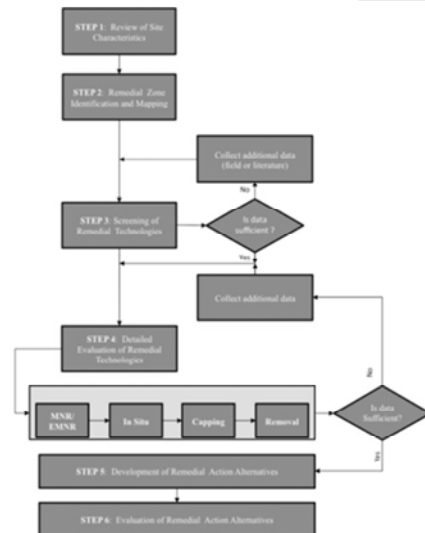 STEP 1: Review of Site
Characteristics
STEP 2: Remedial Zone
Identification and Mapping
Collect additional data
(field or literature)
No
STEP 3: Screening of
Remedial Technologies
Is data
sufficient ?
Yes
Collect additional data
STEP 4: Detailed
Evaluation of Remedial
Technologies
No
MNR/
EMNR
In Situ
Capping
Removal
Is data
Sufficient?
Yes
STEP 5: Development of Remedial Action Alternatives
STEP 6: Evaluation of Remedial Action Alternatives